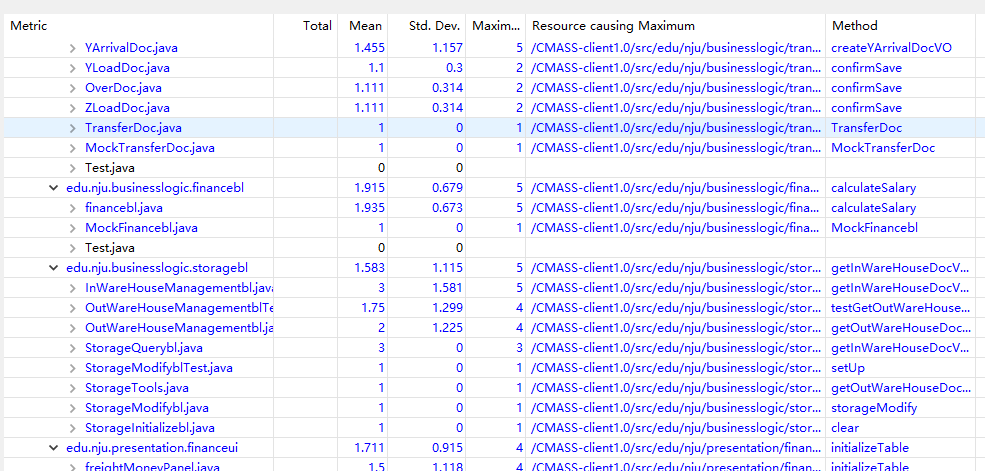 Metric Total Mean Std. Dev. Maxim... Resource causing Maximum Method
YArrivalDoc.java 1.455 1.157 5 /CMASS-client1.0/src/edu/nju/businesslogic/tran... createYArrivalDocVO
YLoadDoc.java 1.1 0.3 2 /CMASS-client1.0/src/edu/nju/businesslogic/tran... confirmSave
OverDoc.java 1.111 0.314 2 /CMASS-client1.0/src/edu/nju/businesslogic/tran... confirmSave
ZLoadDoc.java 1.111 0.314 2 /CMASS-client1.0/src/edu/nju/businesslogic/tran... confirmSave
TransferDoc.java 1 0 1 /CMASS-client1.0/src/edu/nju/businesslogic/tran... TransferDoc
MockTransferDoc.java 1 0 1 /CMASS-client1.0/src/edu/nju/businesslogic/tran... MockTransferDoc
Test.java 0 0
edu.nju.businesslogic.financebl 1.915 0.679 5 /CMASS-client1.0/src/edu/nju/businesslogic/fina... calculateSalary
financebl.java 1.935 0.673 5 /CMASS-client1.0/src/edu/nju/businesslogic/fina... calculateSalary
MockFinancebl.java 1 0 1 /CMASS-client1.0/src/edu/nju/businesslogic/fina... MockFinancebl
Test.java 0 0
edu.nju.businesslogic.storagebl 1.583 1.115 5 /CMASS-client1.0/src/edu/nju/businesslogic/stor... getInWareHouseDocV...
InWareHouseManagementbl.java 3 1.581 5 /CMASS-client1.0/src/edu/nju/businesslogic/stor... getInWareHouseDocV...
OutWareHouseManagementblTe 1.75 1.299 4 /CMASS-client1.0/src/edu/nju/businesslogic/stor... testGetOutWareHouse...
OutWareHouseManagementbl.ja 2 1.225 4 /CMASS-client1.0/src/edu/nju/businesslogic/stor... getOutWareHouseDoc...
StorageQuerybl.java 3 0 3 /CMASS-client1.0/src/edu/nju/businesslogic/stor... getInWareHouseDocV...
StorageModifyblTest.java 1 0 1 /CMASS-client1.0/src/edu/nju/businesslogic/stor... setUp
StorageTools.java 1 0 1 /CMASS-client1.0/src/edu/nju/businesslogic/stor... getOutWareHouseDoc...
StorageModifybl.java 1 0 1 /CMASS-client1.0/src/edu/nju/businesslogic/stor... storageModify
StorageInitializebl.java 1 0 1 /CMASS-client1.0/src/edu/nju/businesslogic/stor... clear
edu.nju.presentation.financeui 1.711 0.915 4 /CMASS-client1.0/src/edu/nju/presentation/finan... initializeTable
freightMoneyPanel.java 1.5 1.118 4 /CMASS-client1.0/src/edu/nju/presentation/finan... initializeTable